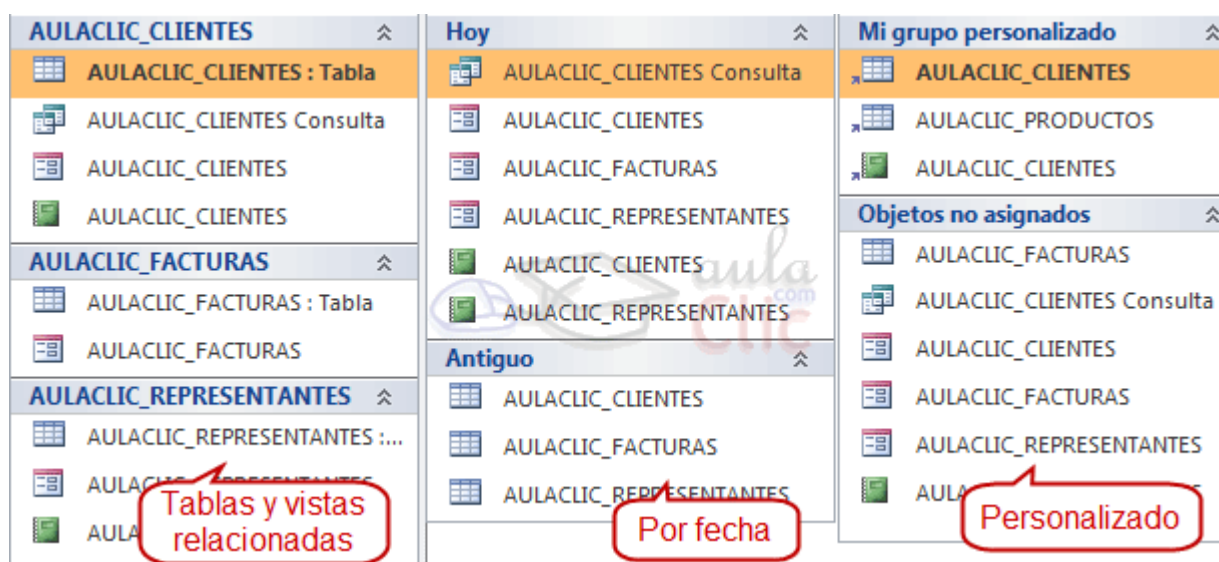 AULACLIC_CLIENTES
AULACLIC_CLIENTES : Tabla
AULACLIC_CLIENTES Consulta
AULACLIC_CLIENTES
AULACLIC_CLIENTES
AULACLIC_FACTURAS
AULACLIC_FACTURAS : Tabla
AULACLIC_FACTURAS
AULACLIC_REPRESENTANTES
AULACLIC_REPRESENTANTES :...
Tablas y vistas
relacionadas
Hoy
AULACLIC_CLIENTES Consulta
AULACLIC_CLIENTES
AULACLIC_FACTURAS
AULACLIC_REPRESENTANTES
AULACLIC_CLIENTES
AULACLIC_REPRESENTANTES
aula
.com
Clic
Antiguo
AULACLIC_CLIENTES
AULACLIC_FACTURAS
AULACLIC_REPRESENTANTES
Por fecha
Mi grupo personalizado
AULACLIC_CLIENTES
AULACLIC_PRODUCTOS
AULACLIC_CLIENTES
Objetos no asignados
AULACLIC_FACTURAS
AULACLIC_CLIENTES Consulta
AULACLIC_CLIENTES
AULACLIC_FACTURAS
AULACLIC_REPRESENTANTES
Personalizado